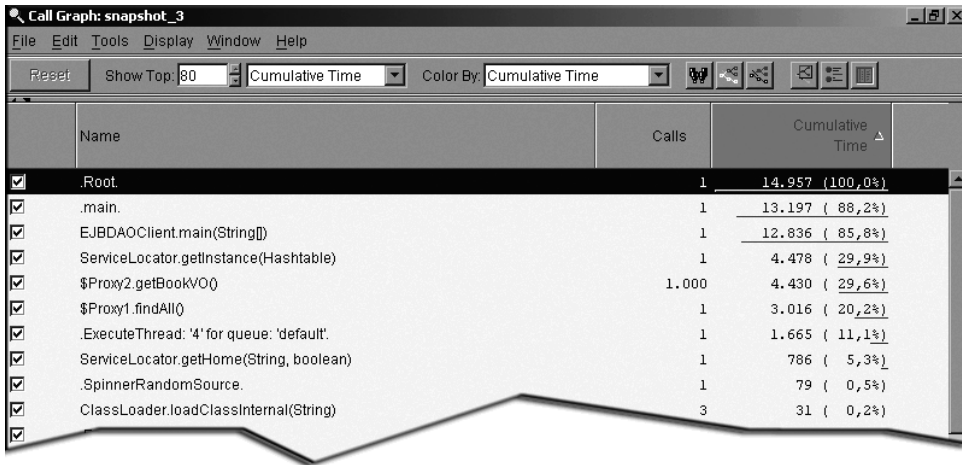 Call Graph: snapshot_3
File Edit Tools Display Window Help
Reset Show Top: 80 Cumulative Time Color By: Cumulative Time
Name Calls Cumulative Time
.Root. 1 14.957 (100,0%)
.main. 1 13.197 ( 88,2%)
EJBDAOClient.main(String[]) 1 12.836 ( 85,8%)
ServiceLocator.getInstance(Hashtable) 1 4.478 ( 29,9%)
$Proxy2.getBookVO() 1.000 4.430 ( 29,6%)
$Proxy1.findAll() 1 3.016 ( 20,2%)
.ExecuteThread: '4' for queue: 'default'. 1 1.665 ( 11,1%)
ServiceLocator.getHome(String, boolean) 1 786 ( 5,3%)
.SpinnerRandomSource. 1 79 ( 0,5%)
ClassLoader.loadClassInternal(String) 3 31 ( 0,2%)